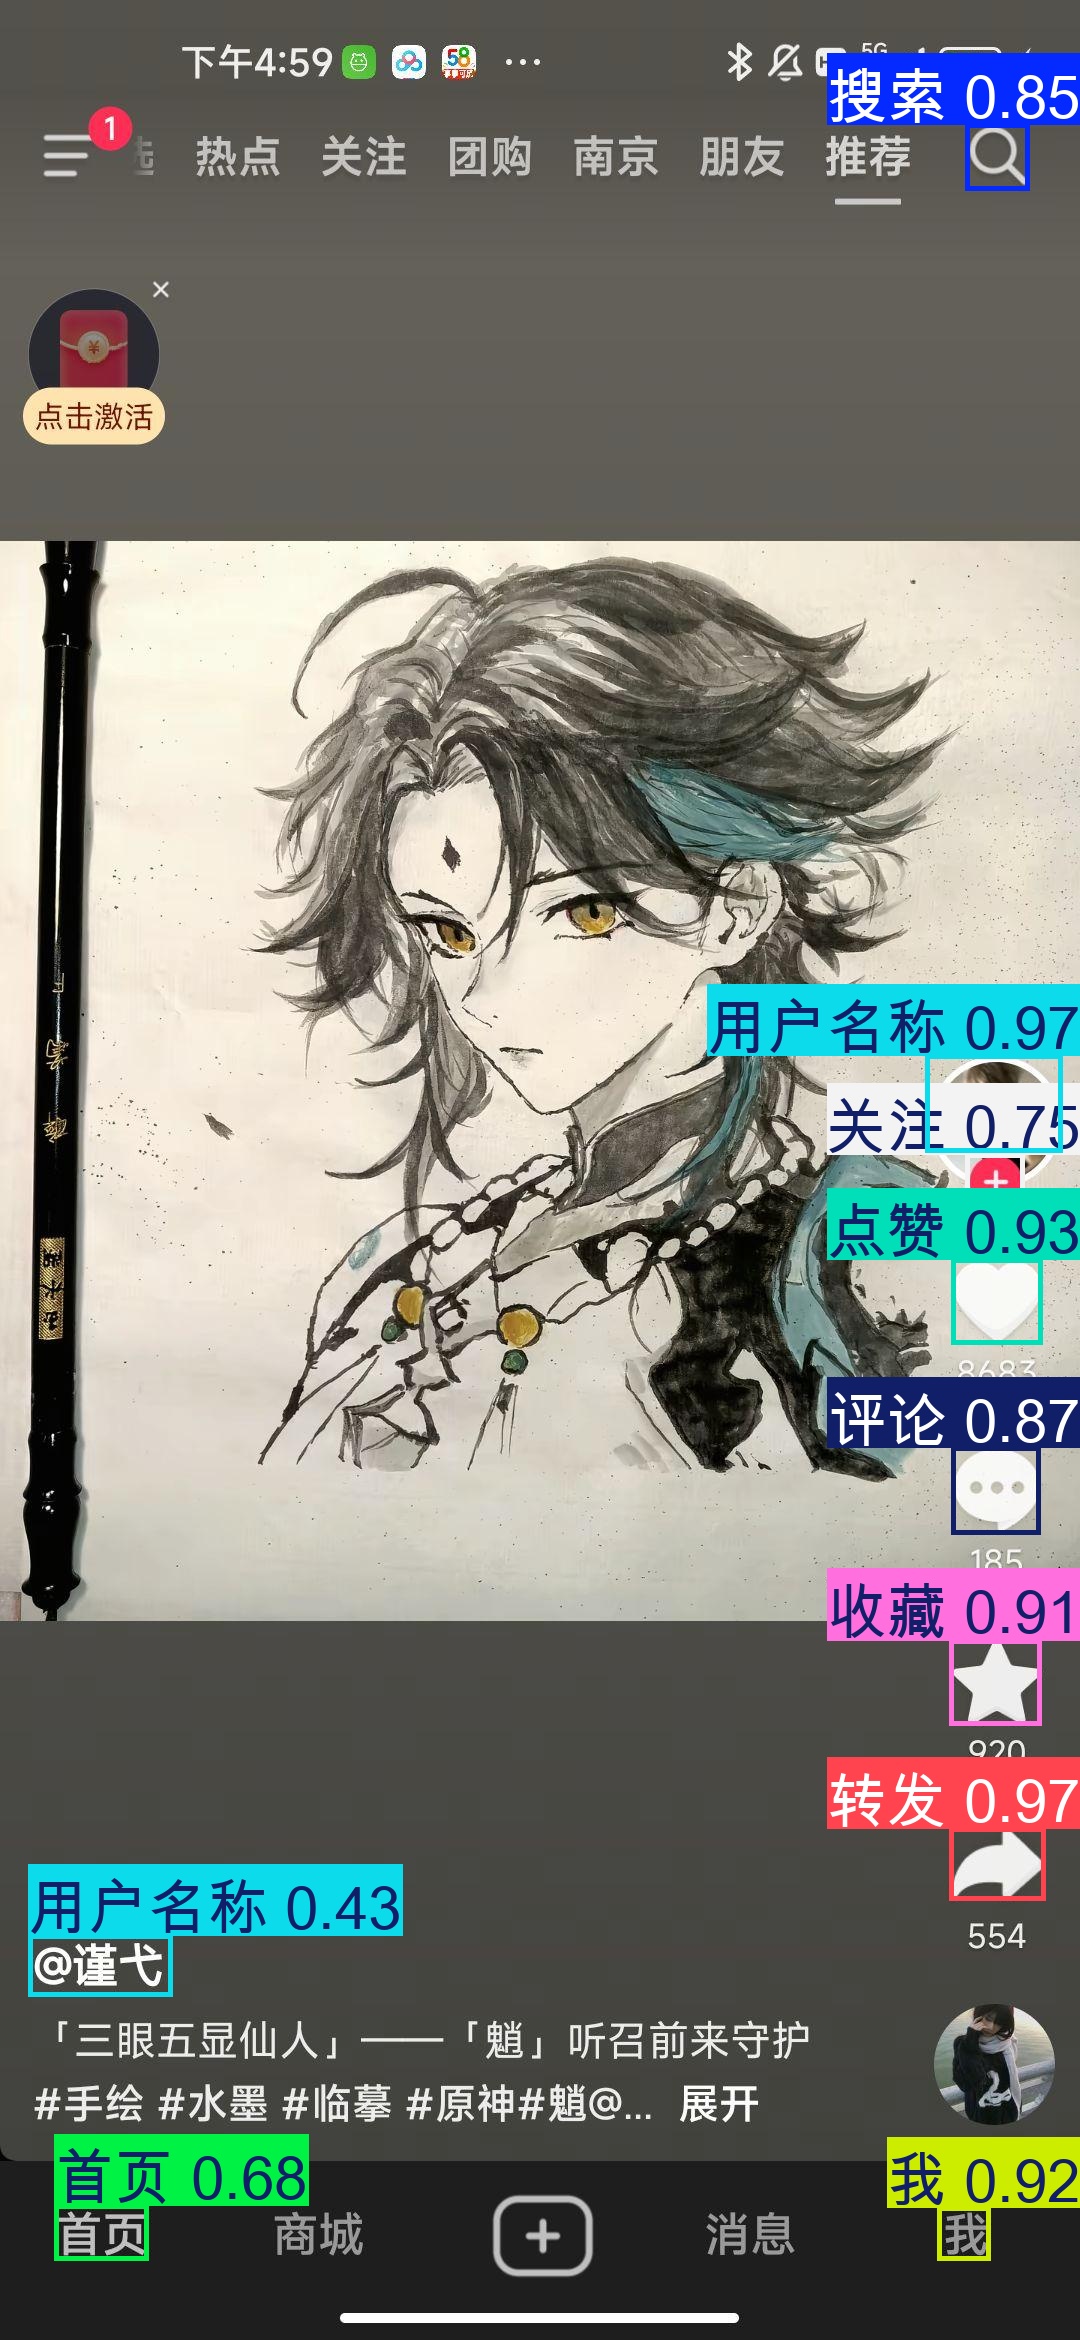 下午4:59
58
5G
搜索 0.85
1
选 热点 关注 团购 南京 朋友 推荐
点击激活
用户名称 0.97
关注 0.75
点赞 0.93
8683
评论 0.87
185
收藏 0.91
920
转发 0.97
554
用户名称 0.43
@谨弋
「三眼五显仙人」——「魈」听召前来守护
#手绘 #水墨 #临摹 #原神#魈@... 展开
首页 0.68
我 0.92
首页 商城 消息 我